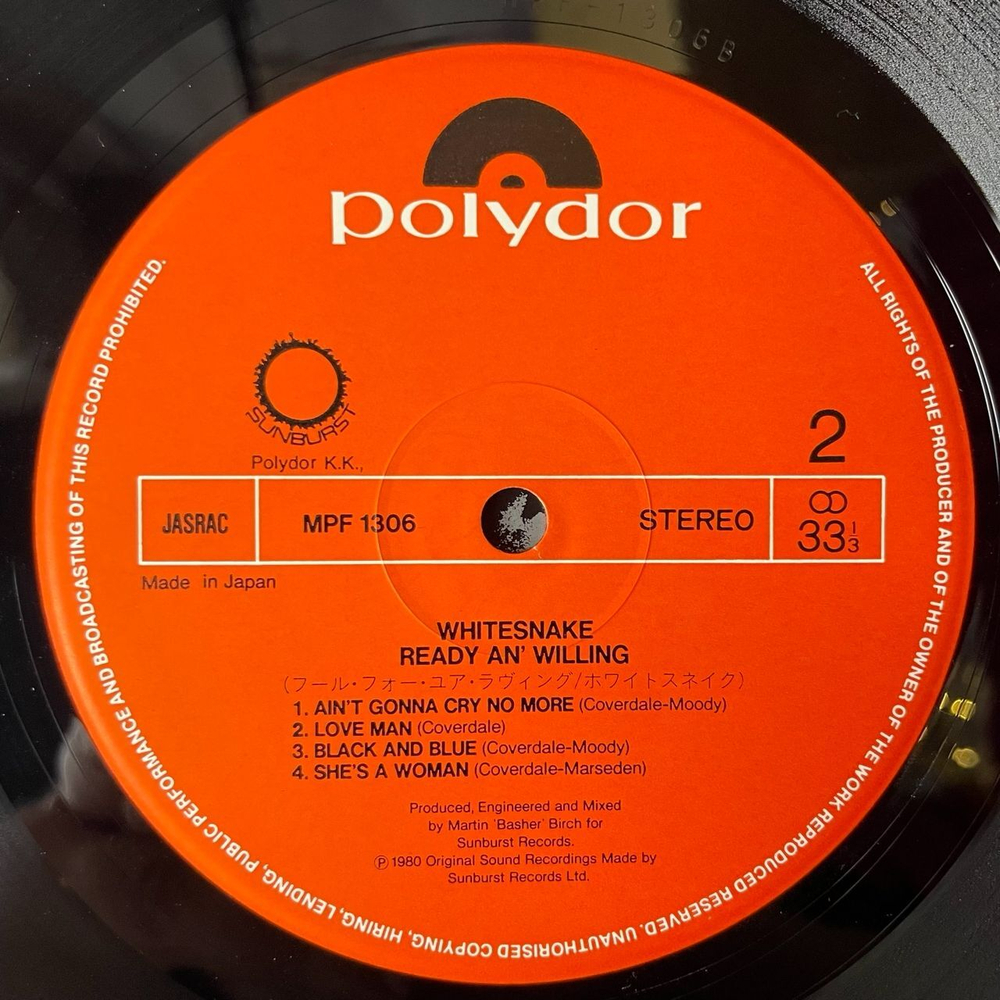 -1306B
polydor
SUNBURST
Polydor K.K.,
2
JASRAC
MPF 1306
STEREO
33 1/3
Made in Japan
WHITESNAKE
READY AN' WILLING
(フール・フォー・ユア・ラヴィング/ホワイトスネイク)
1. AIN'T GONNA CRY NO MORE (Coverdale-Moody)
2. LOVE MAN (Coverdale)
3. BLACK AND BLUE (Coverdale-Moody)
4. SHE'S A WOMAN (Coverdale-Marseden)
Produced, Engineered and Mixed
by Martin 'Basher' Birch for
Sunburst Records.
Ⓟ1980 Original Sound Recordings Made by
Sunburst Records Ltd.
ALL RIGHTS OF THE PRODUCER AND OF THE OWNER OF THE WORK REPRODUCED RESERVED. UNAUTHORISED COPYING, HIRING, LENDING, PUBLIC PERFORMANCE AND BROADCASTING OF THIS RECORD PROHIBITED.